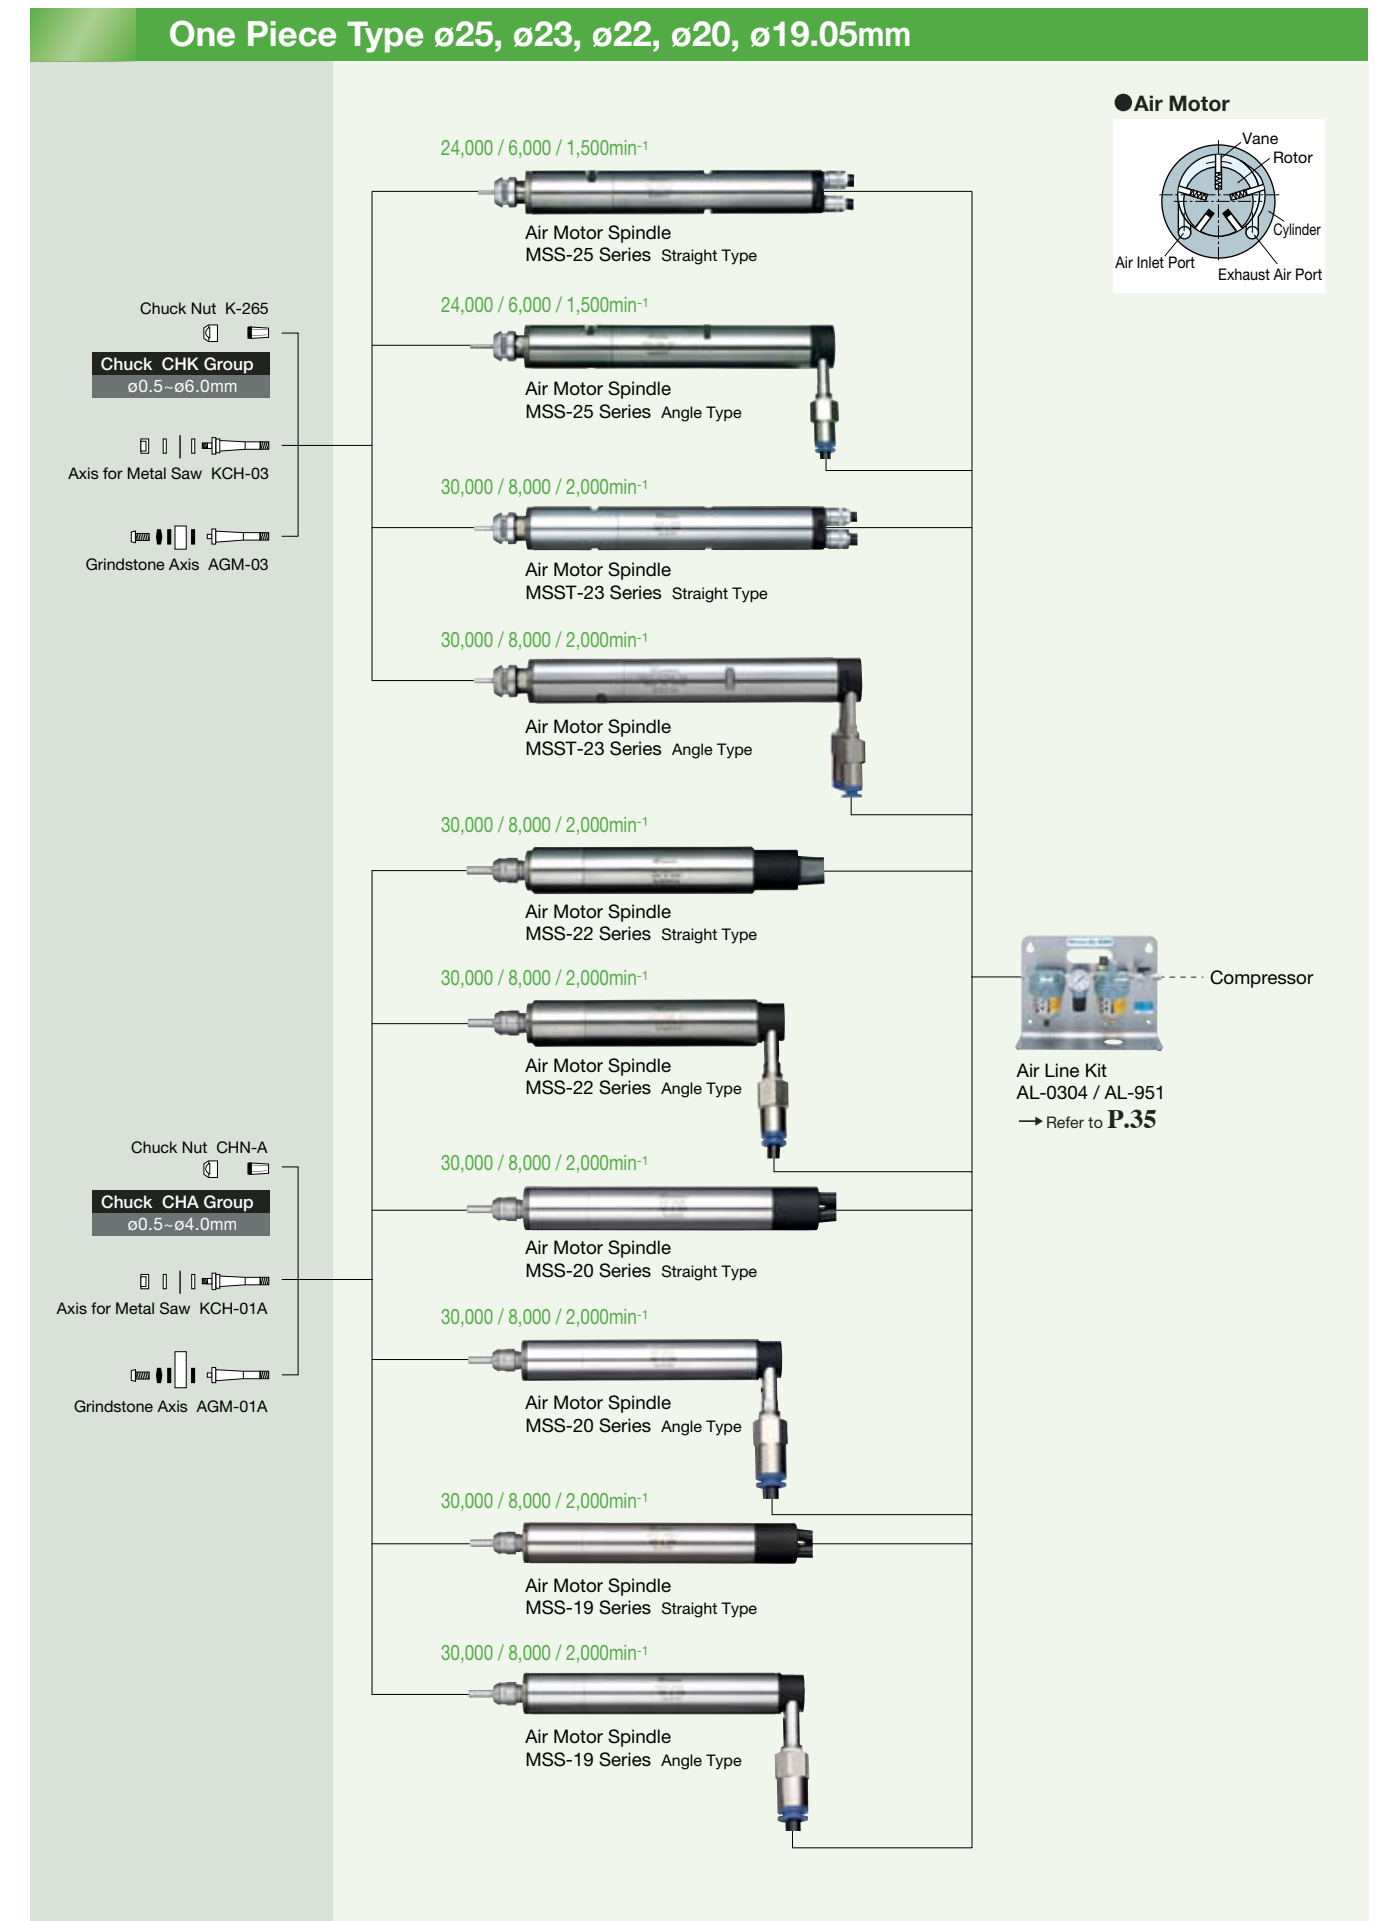 One Piece Type ø25, ø23, ø22, ø20, ø19.05mm
●Air Motor
Vane
Rotor
Cylinder
Air Inlet Port
Exhaust Air Port
24,000 / 6,000 / 1,500min-1
Air Motor Spindle
MSS-25 Series Straight Type
24,000 / 6,000 / 1,500min-1
Air Motor Spindle
MSS-25 Series Angle Type
Chuck Nut K-265
Chuck CHK Group
ø0.5~ø6.0mm
Axis for Metal Saw KCH-03
Grindstone Axis AGM-03
30,000 / 8,000 / 2,000min-1
Air Motor Spindle
MSST-23 Series Straight Type
30,000 / 8,000 / 2,000min-1
Air Motor Spindle
MSST-23 Series Angle Type
30,000 / 8,000 / 2,000min-1
Air Motor Spindle
MSS-22 Series Straight Type
30,000 / 8,000 / 2,000min-1
Air Motor Spindle
MSS-22 Series Angle Type
Compressor
Air Line Kit
AL-0304 / AL-951
→ Refer to P.35
Chuck Nut CHN-A
Chuck CHA Group
ø0.5~ø4.0mm
Axis for Metal Saw KCH-01A
Grindstone Axis AGM-01A
30,000 / 8,000 / 2,000min-1
Air Motor Spindle
MSS-20 Series Straight Type
30,000 / 8,000 / 2,000min-1
Air Motor Spindle
MSS-20 Series Angle Type
30,000 / 8,000 / 2,000min-1
Air Motor Spindle
MSS-19 Series Straight Type
30,000 / 8,000 / 2,000min-1
Air Motor Spindle
MSS-19 Series Angle Type